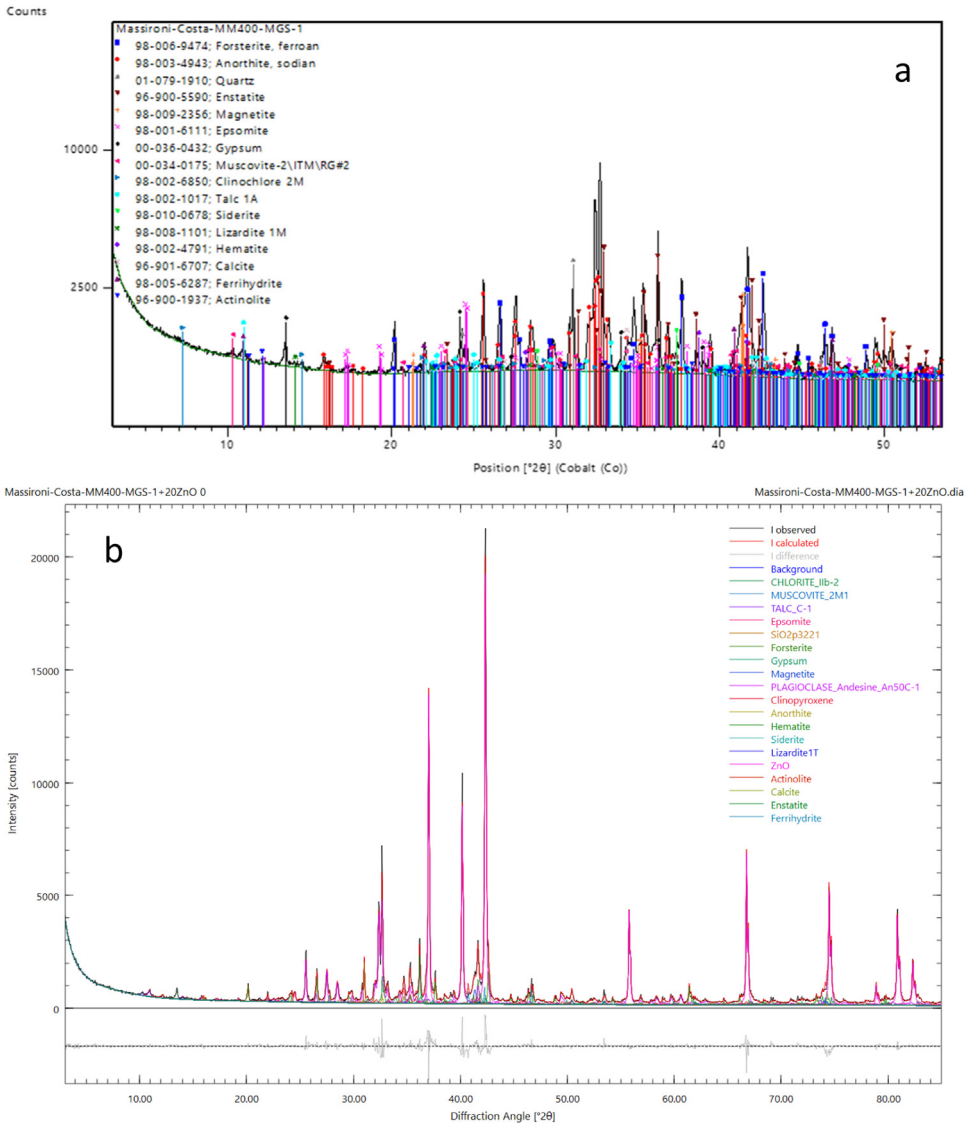 Counts
Massironi-Costa-MM400-MGS-1
98-006-9474; Forsterite, ferroan
98-003-4943; Anorthite, sodian
01-079-1910; Quartz
96-900-5590; Enstatite
98-009-2356; Magnetite
98-001-6111; Epsomite
00-036-0432; Gypsum
00-034-0175; Muscovite-2\ITM\RG#2
98-002-6850; Clinochlore 2M
98-002-1017; Talc 1A
98-010-0678; Siderite
98-008-1101; Lizardite 1M
98-002-4791; Hematite
96-901-6707; Calcite
98-005-6287; Ferrihydrite
96-900-1937; Actinolite
a
10000
2500
10 20 30 40 50
Position [°2θ] (Cobalt (Co))
Massironi-Costa-MM400-MGS-1+20ZnO 0 Massironi-Costa-MM400-MGS-1+20ZnO.dia
b
I observed
I calculated
I difference
Background
CHLORITE_IIb-2
MUSCOVITE_2M1
TALC_C-1
Epsomite
SiO2p3221
Forsterite
Gypsum
Magnetite
PLAGIOCLASE_Andesine_An50C-1
Clinopyroxene
Anorthite
Hematite
Siderite
Lizardite1T
ZnO
Actinolite
Calcite
Enstatite
Ferrihydrite
Intensity [counts]
20000
15000
10000
5000
0
10.00 20.00 30.00 40.00 50.00 60.00 70.00 80.00
Diffraction Angle [°2θ]